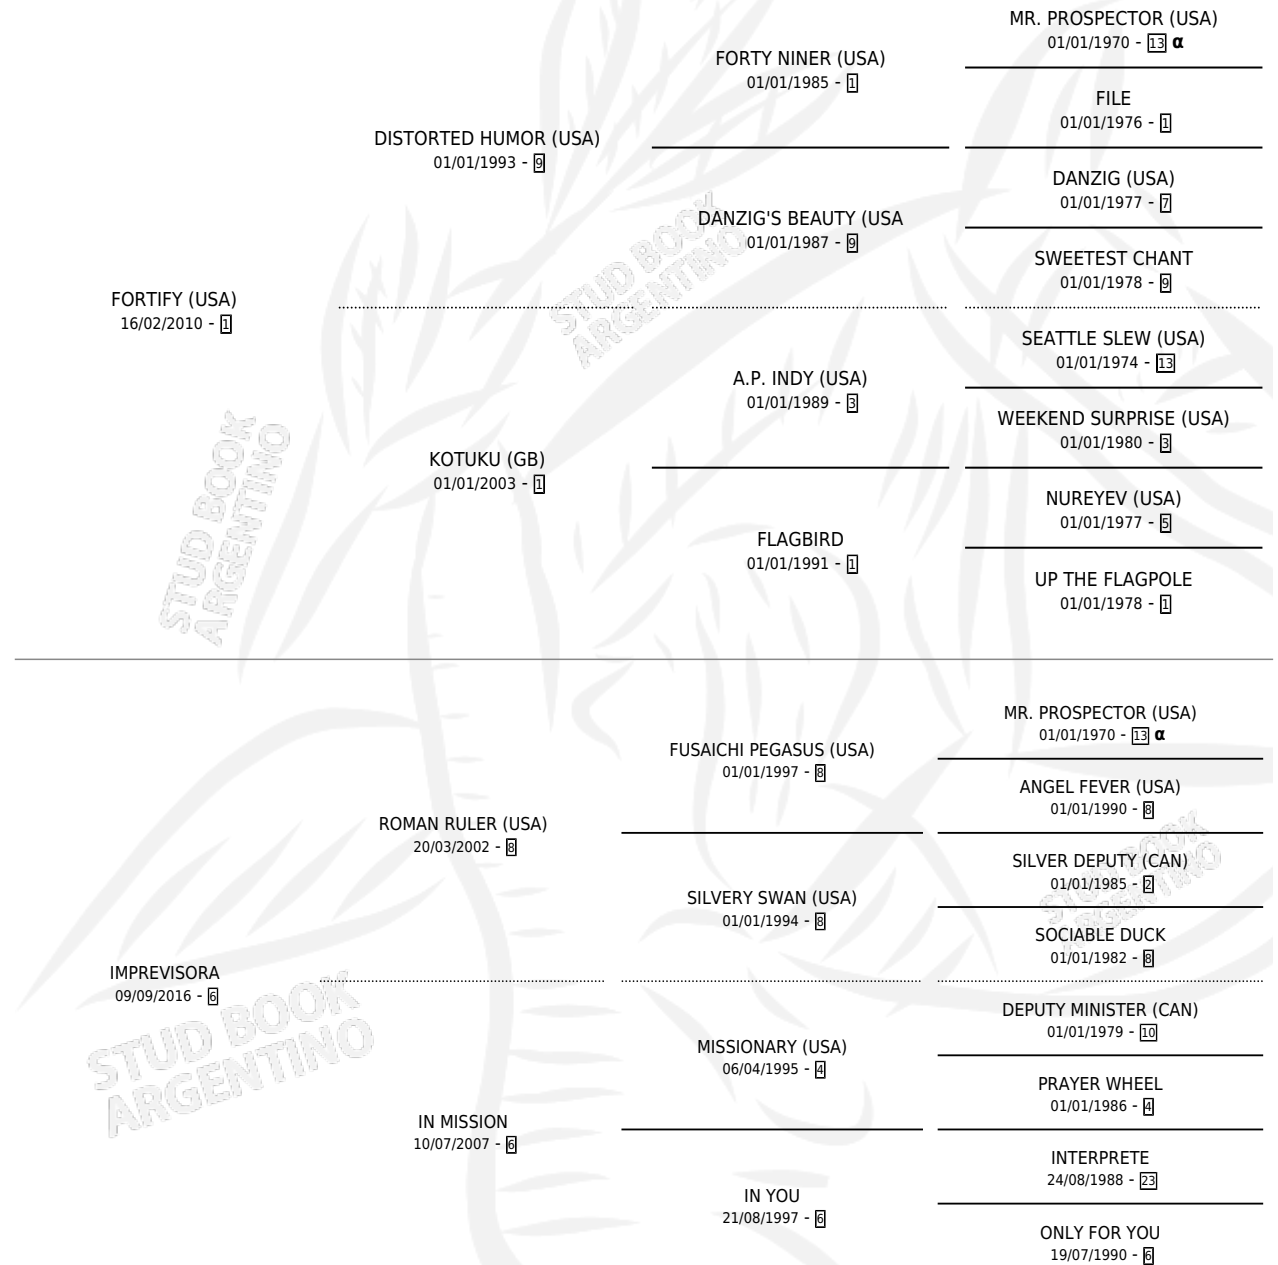 MR. PROSPECTOR (USA)
01/01/1970 - 13 α
FORTY NINER (USA)
01/01/1985 - 1
FILE
01/01/1976 - 1
DISTORTED HUMOR (USA)
01/01/1993 - 9
DANZIG (USA)
01/01/1977 - 7
DANZIG'S BEAUTY (USA
01/01/1987 - 9
SWEETEST CHANT
01/01/1978 - 9
FORTIFY (USA)
16/02/2010 - 1
SEATTLE SLEW (USA)
01/01/1974 - 13
A.P. INDY (USA)
01/01/1989 - 3
WEEKEND SURPRISE (USA)
01/01/1980 - 3
KOTUKU (GB)
01/01/2003 - 1
NUREYEV (USA)
01/01/1977 - 5
FLAGBIRD
01/01/1991 - 1
UP THE FLAGPOLE
01/01/1978 - 1
MR. PROSPECTOR (USA)
01/01/1970 - 13 α
FUSAICHI PEGASUS (USA)
01/01/1997 - 8
ANGEL FEVER (USA)
01/01/1990 - 8
ROMAN RULER (USA)
20/03/2002 - 8
SILVER DEPUTY (CAN)
01/01/1985 - 2
SILVERY SWAN (USA)
01/01/1994 - 8
SOCIABLE DUCK
01/01/1982 - 8
IMPREVISORA
09/09/2016 - 6
DEPUTY MINISTER (CAN)
01/01/1979 - 10
MISSIONARY (USA)
06/04/1995 - 4
PRAYER WHEEL
01/01/1986 - 4
IN MISSION
10/07/2007 - 6
INTERPRETE
24/08/1988 - 23
IN YOU
21/08/1997 - 6
ONLY FOR YOU
19/07/1990 - 6
STUD BOOK
ARGENTINO
STUD BOOK
ARGENTINO
STUD BOOK
ARGENTINO
STUD BOOK
ARGENTINO